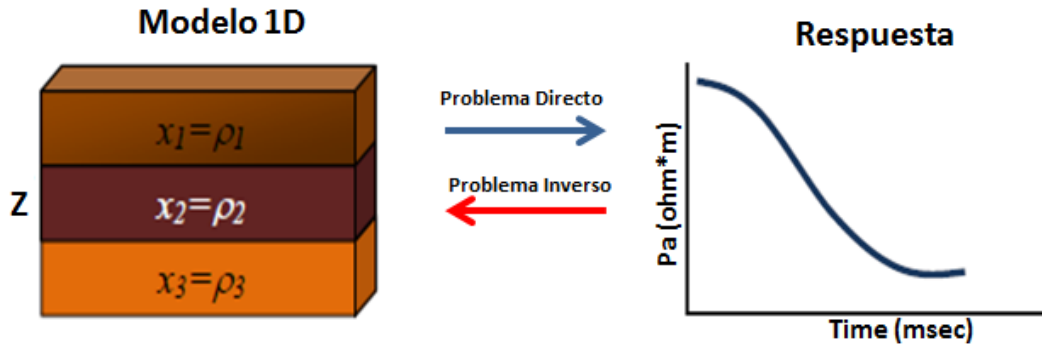 Modelo 1D
Z
x1=ρ1
x2=ρ2
x3=ρ3
Problema Directo
Problema Inverso
Respuesta
Pa (ohm*m)
Time (msec)